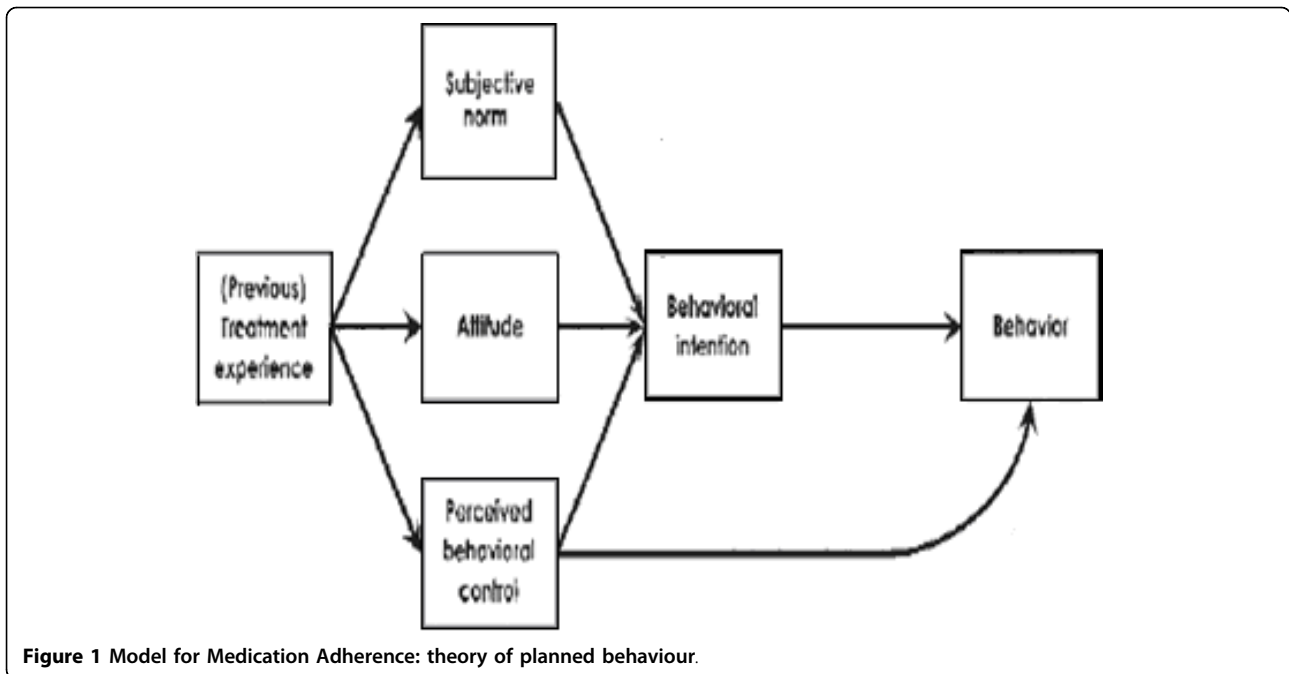 Subjective
norm
(Previous)
Treatment
experience
Attitude
Behavioral
intention
Behavior
Perceived
behavioral
control
Figure 1 Model for Medication Adherence: theory of planned behaviour.